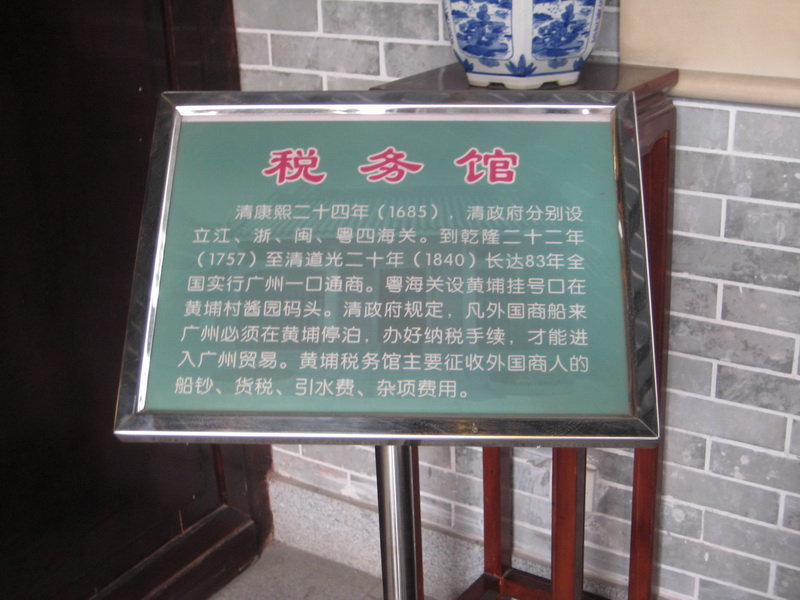 税务馆
清康熙二十四年（1685），清政府分别设
立江、浙、闽、粤四海关。到乾隆二十二年
（1757）至清道光二十年（1840）长达83年全
国实行广州一口通商。粤海关设黄埔挂号口在
黄埔村酱园码头。清政府规定，凡外国商船来
广州必须在黄埔停泊，办好纳税手续，才能进
入广州贸易。黄埔税务馆主要征收外国商人的
船钞、货税、引水费、杂项费用。